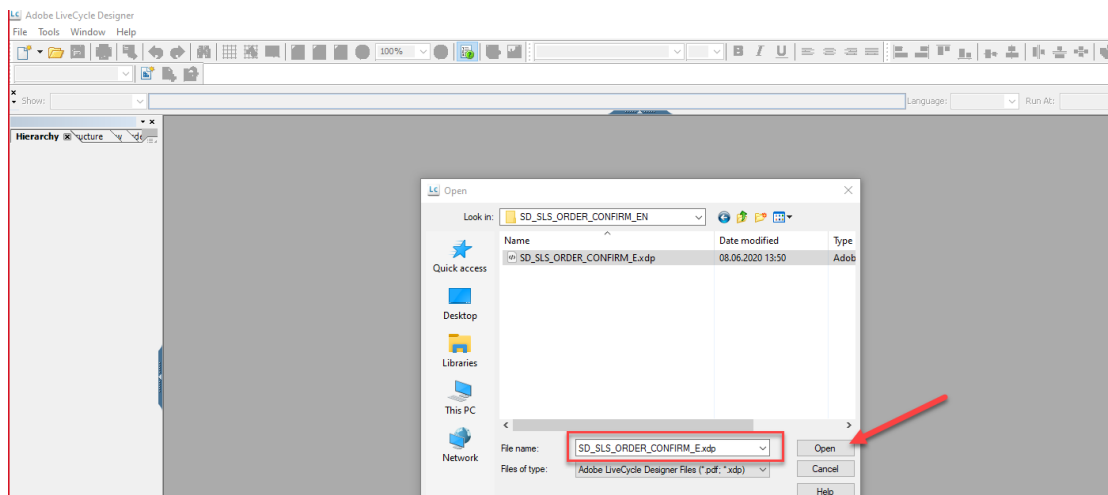 Adobe LiveCycle Designer
File Tools Window Help
100%
B I U
Show:
Language:
Run At:
Hierarchy
Open
Look in: SD_SLS_ORDER_CONFIRM_EN
Name Date modified Type
SD_SLS_ORDER_CONFIRM_E.xdp 08.06.2020 13:50 Adob
Quick access
Desktop
Libraries
This PC
Network
File name: SD_SLS_ORDER_CONFIRM_E.xdp Open
Files of type: Adobe LiveCycle Designer Files (*.pdf; *.xdp) Cancel
Help